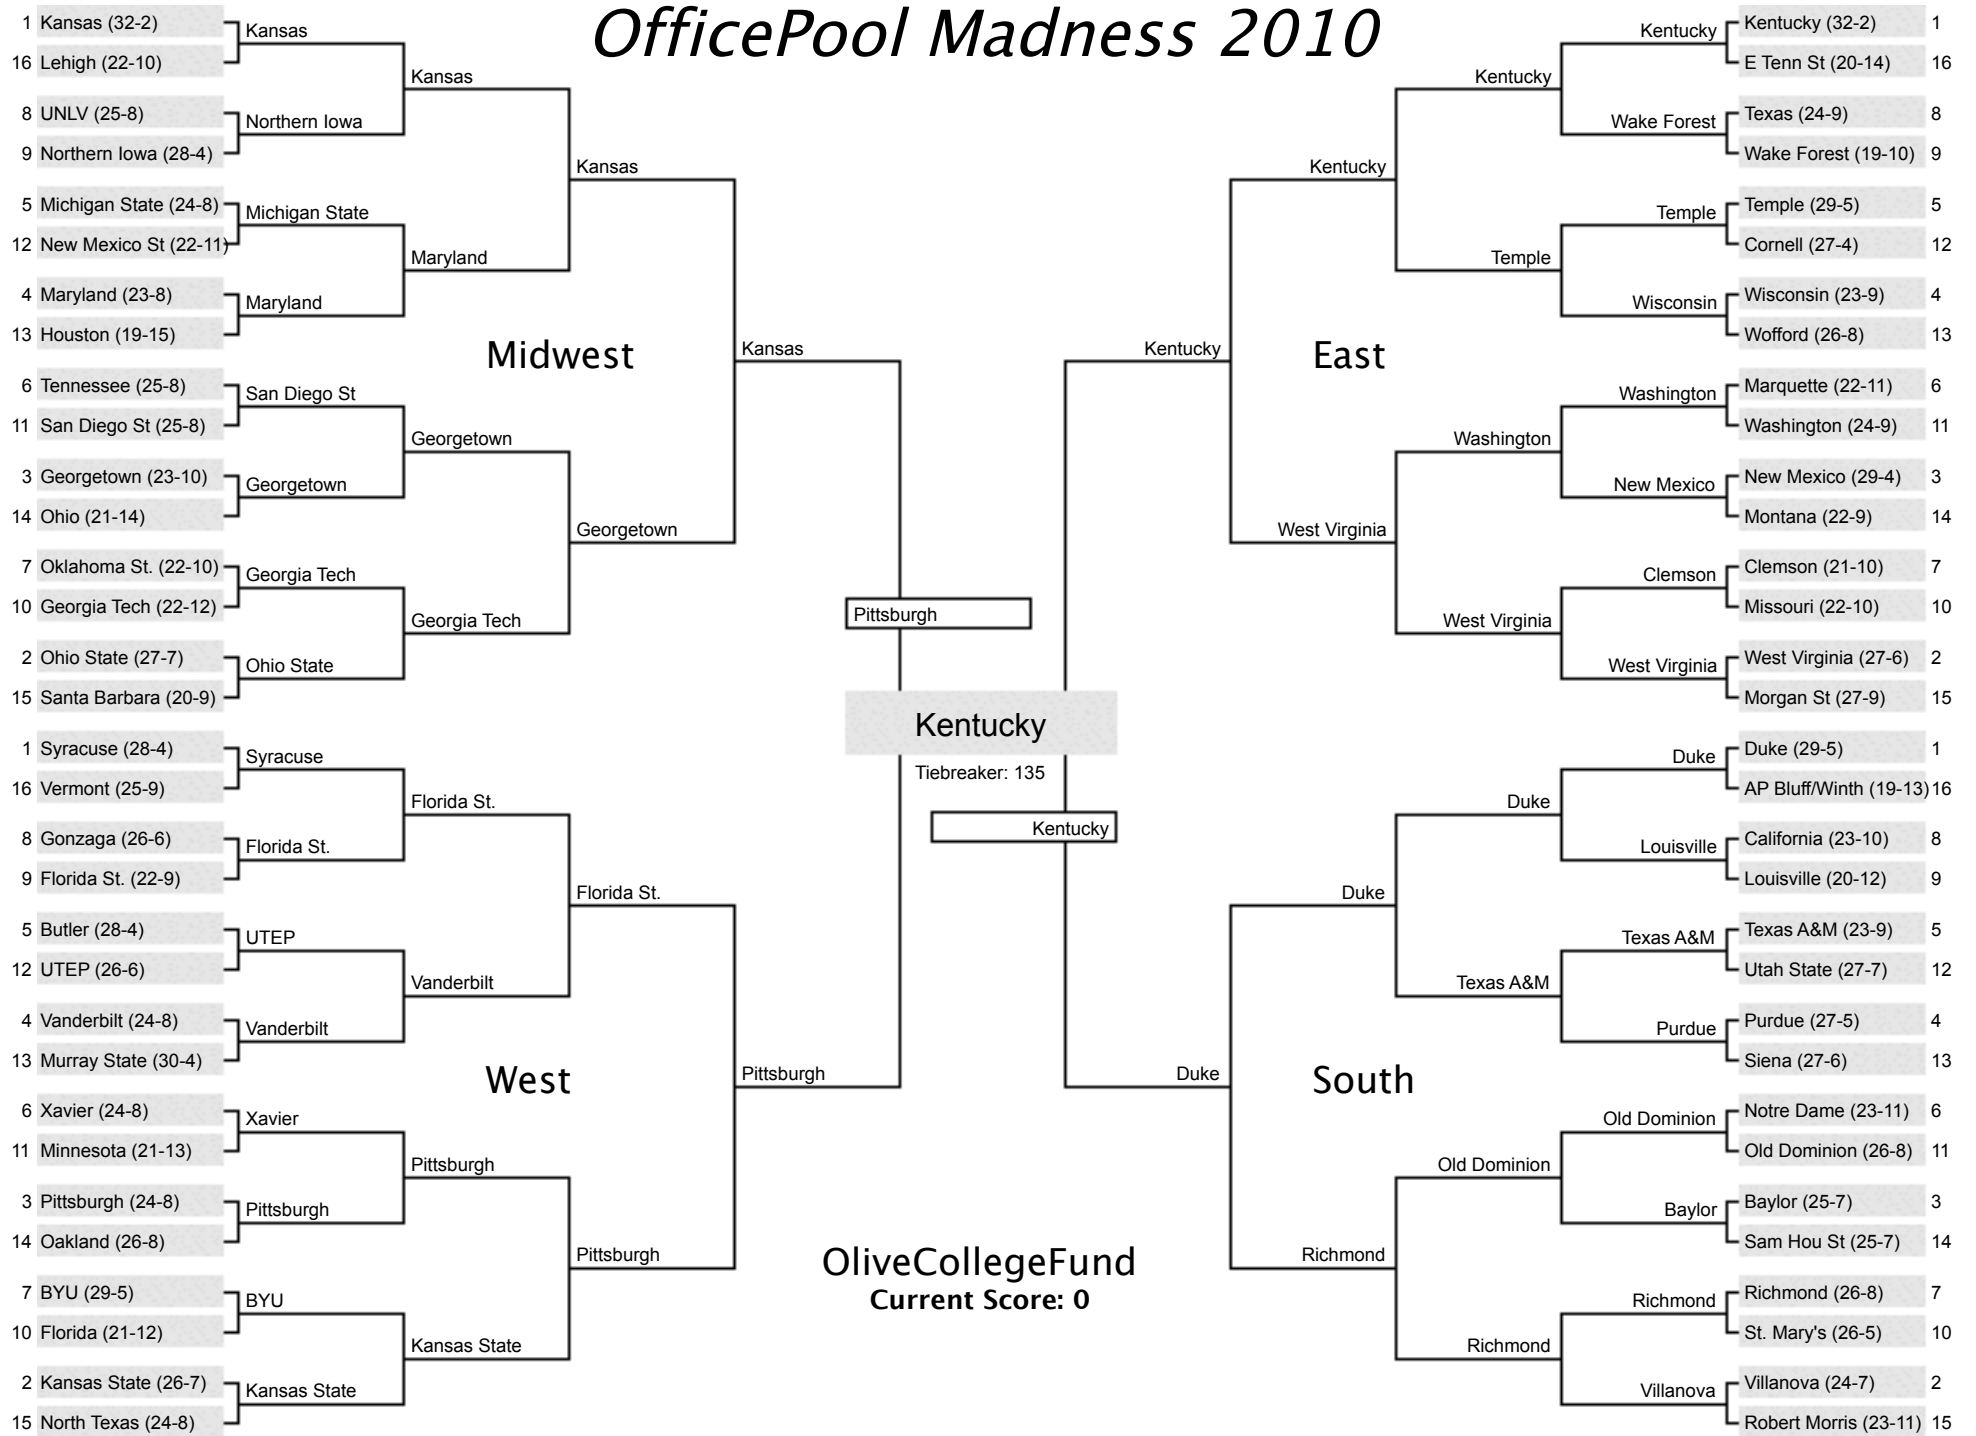 OfficePool Madness 2010
1 Kansas (32-2)
16 Lehigh (22-10)
8 UNLV (25-8)
9 Northern Iowa (28-4)
5 Michigan State (24-8)
12 New Mexico St (22-11)
4 Maryland (23-8)
13 Houston (19-15)
6 Tennessee (25-8)
11 San Diego St (25-8)
3 Georgetown (23-10)
14 Ohio (21-14)
7 Oklahoma St. (22-10)
10 Georgia Tech (22-12)
2 Ohio State (27-7)
15 Santa Barbara (20-9)
Kansas
Northern Iowa
Michigan State
Maryland
San Diego St
Georgetown
Georgia Tech
Ohio State
Kansas
Maryland
Georgetown
Georgia Tech
Kansas
Georgetown
Midwest
Kansas
1 Syracuse (28-4)
16 Vermont (25-9)
8 Gonzaga (26-6)
9 Florida St. (22-9)
5 Butler (28-4)
12 UTEP (26-6)
4 Vanderbilt (24-8)
13 Murray State (30-4)
6 Xavier (24-8)
11 Minnesota (21-13)
3 Pittsburgh (24-8)
14 Oakland (26-8)
7 BYU (29-5)
10 Florida (21-12)
2 Kansas State (26-7)
15 North Texas (24-8)
Syracuse
Florida St.
UTEP
Vanderbilt
Xavier
Pittsburgh
BYU
Kansas State
Florida St.
Vanderbilt
Pittsburgh
Kansas State
Florida St.
Pittsburgh
West
Pittsburgh
Pittsburgh
Kentucky
Tiebreaker: 135
Kentucky
OliveCollegeFund
Current Score: 0
Kentucky (32-2) 1
E Tenn St (20-14) 16
Texas (24-9) 8
Wake Forest (19-10) 9
Temple (29-5) 5
Cornell (27-4) 12
Wisconsin (23-9) 4
Wofford (26-8) 13
Marquette (22-11) 6
Washington (24-9) 11
New Mexico (29-4) 3
Montana (22-9) 14
Clemson (21-10) 7
Missouri (22-10) 10
West Virginia (27-6) 2
Morgan St (27-9) 15
Kentucky
Wake Forest
Temple
Wisconsin
Washington
New Mexico
Clemson
West Virginia
Kentucky
Temple
Washington
West Virginia
Kentucky
West Virginia
East
Kentucky
Duke (29-5) 1
AP Bluff/Winth (19-13) 16
California (23-10) 8
Louisville (20-12) 9
Texas A&M (23-9) 5
Utah State (27-7) 12
Purdue (27-5) 4
Siena (27-6) 13
Notre Dame (23-11) 6
Old Dominion (26-8) 11
Baylor (25-7) 3
Sam Hou St (25-7) 14
Richmond (26-8) 7
St. Mary's (26-5) 10
Villanova (24-7) 2
Robert Morris (23-11) 15
Duke
Louisville
Texas A&M
Purdue
Old Dominion
Baylor
Richmond
Villanova
Duke
Texas A&M
Old Dominion
Richmond
Duke
Richmond
South
Duke